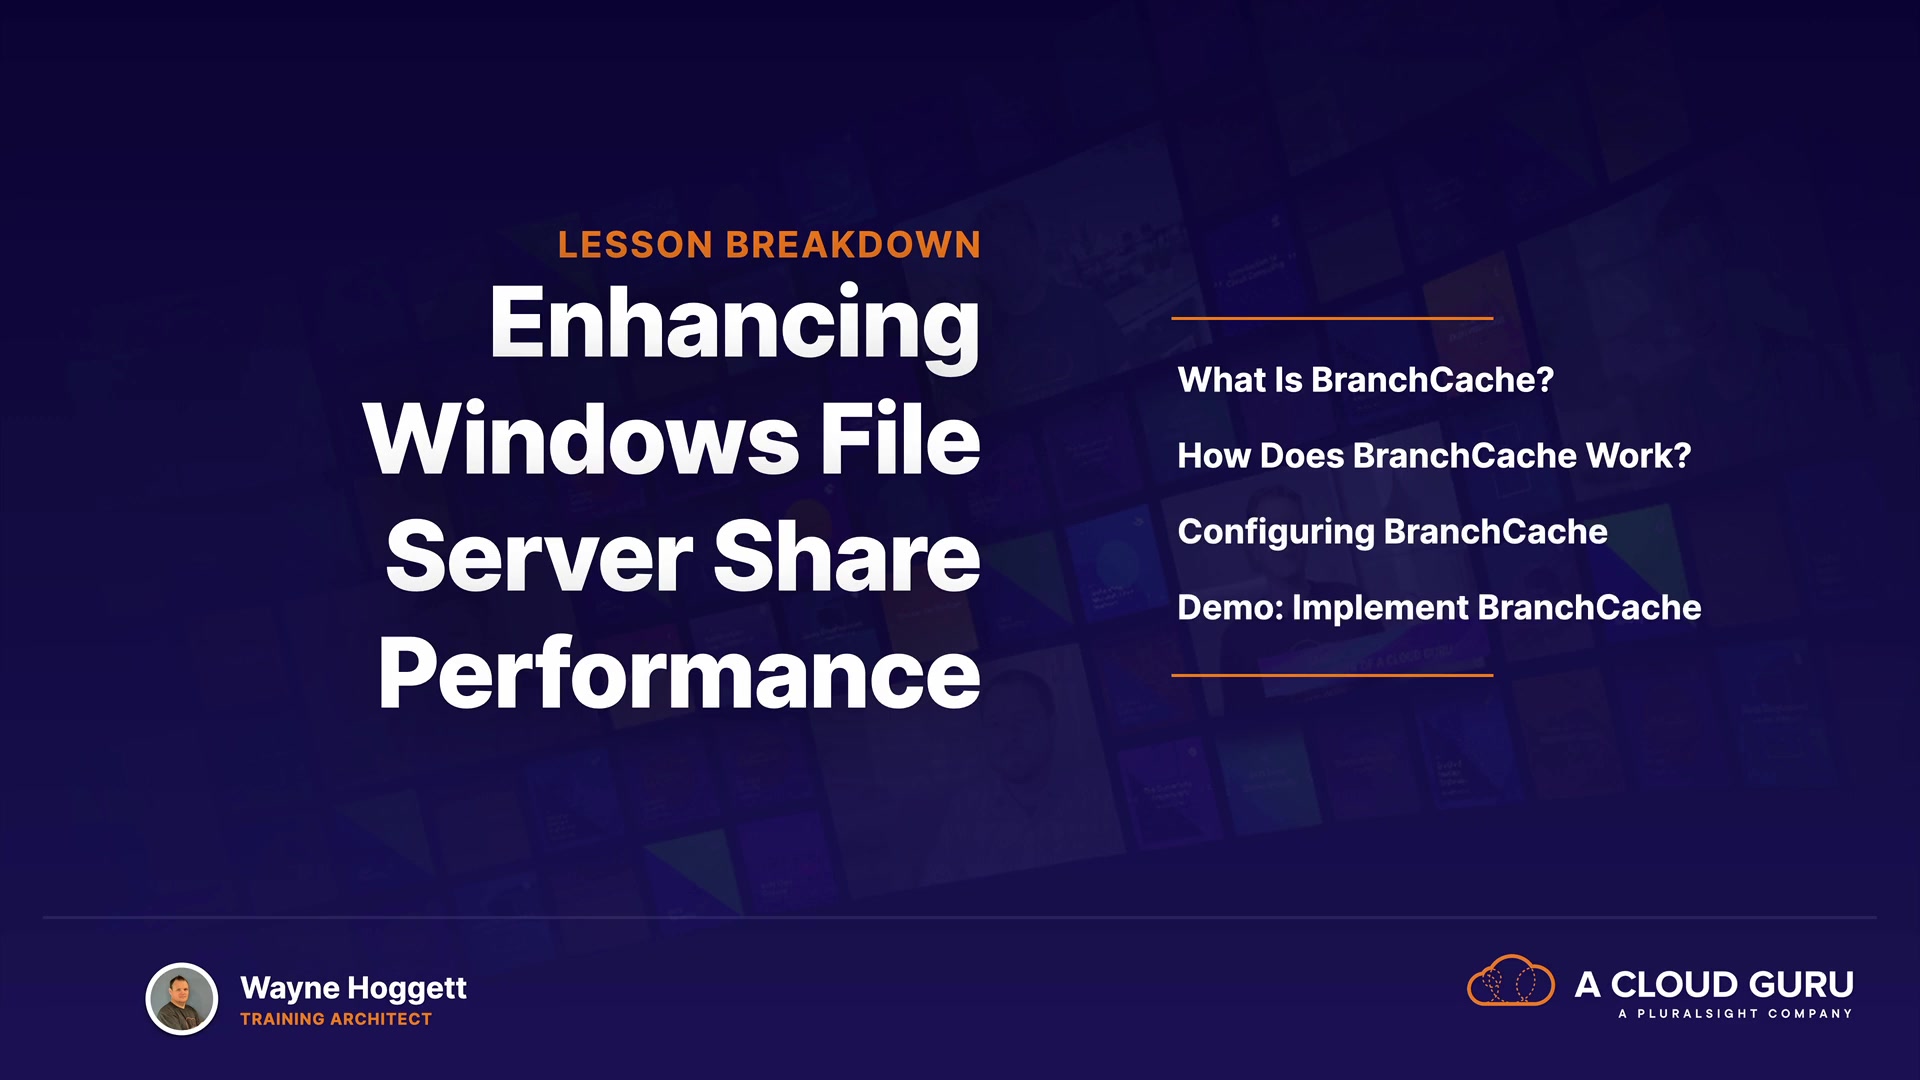 LESSON BREAKDOWN
Enhancing
Windows File
Server Share
Performance
What Is BranchCache?
How Does BranchCache Work?
Configuring BranchCache
Demo: Implement BranchCache
Wayne Hoggett
TRAINING ARCHITECT
A CLOUD GURU
A PLURALSIGHT COMPANY